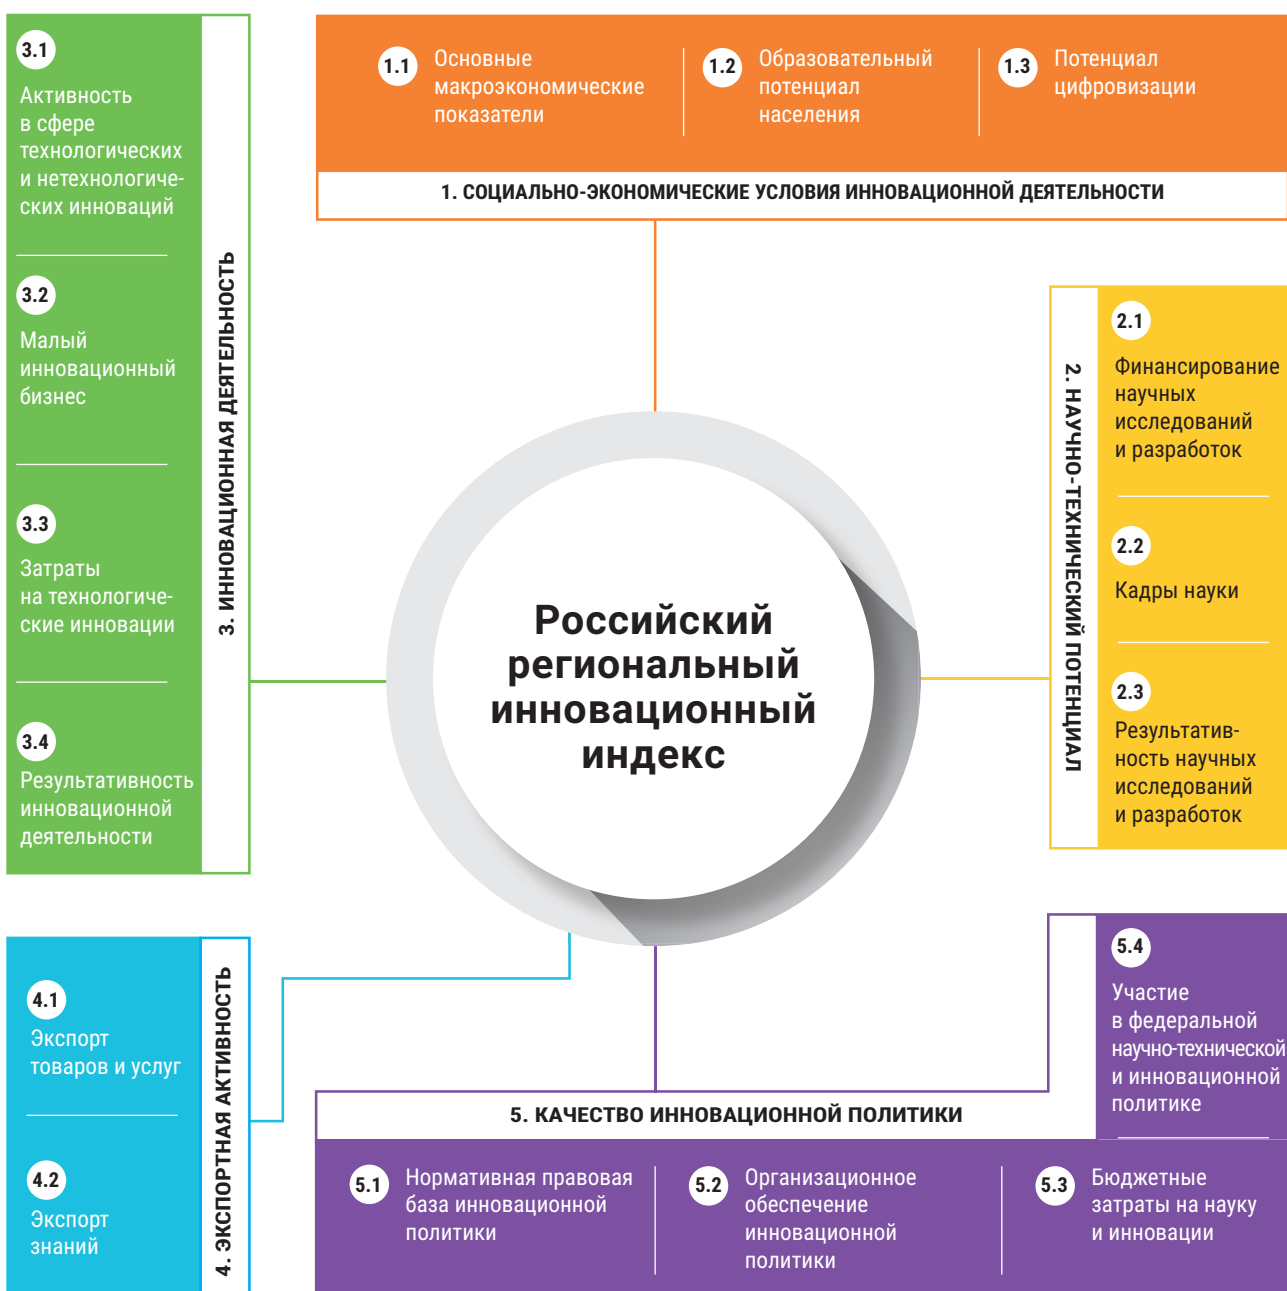 1.1
Основные
макроэкономические
показатели
1.2
Образовательный
потенциал
населения
1.3
Потенциал
цифровизации
1. СОЦИАЛЬНО-ЭКОНОМИЧЕСКИЕ УСЛОВИЯ ИННОВАЦИОННОЙ ДЕЯТЕЛЬНОСТИ
3.1
Активность
в сфере
технологических
и нетехнологиче-
ских инноваций
3.2
Малый
инновационный
бизнес
3.3
Затраты
на технологиче-
ские инновации
3.4
Результативность
инновационной
деятельности
3. ИННОВАЦИОННАЯ ДЕЯТЕЛЬНОСТЬ
Российский
региональный
инновационный
индекс
2. НАУЧНО-ТЕХНИЧЕСКИЙ ПОТЕНЦИАЛ
2.1
Финансирование
научных
исследований
и разработок
2.2
Кадры науки
2.3
Результатив-
ность научных
исследований
и разработок
4.1
Экспорт
товаров и услуг
4.2
Экспорт
знаний
4. ЭКСПОРТНАЯ АКТИВНОСТЬ
5. КАЧЕСТВО ИННОВАЦИОННОЙ ПОЛИТИКИ
5.1
Нормативная правовая
база инновационной
политики
5.2
Организационное
обеспечение
инновационной
политики
5.3
Бюджетные
затраты на науку
и инновации
5.4
Участие
в федеральной
научно-технической
и инновационной
политике